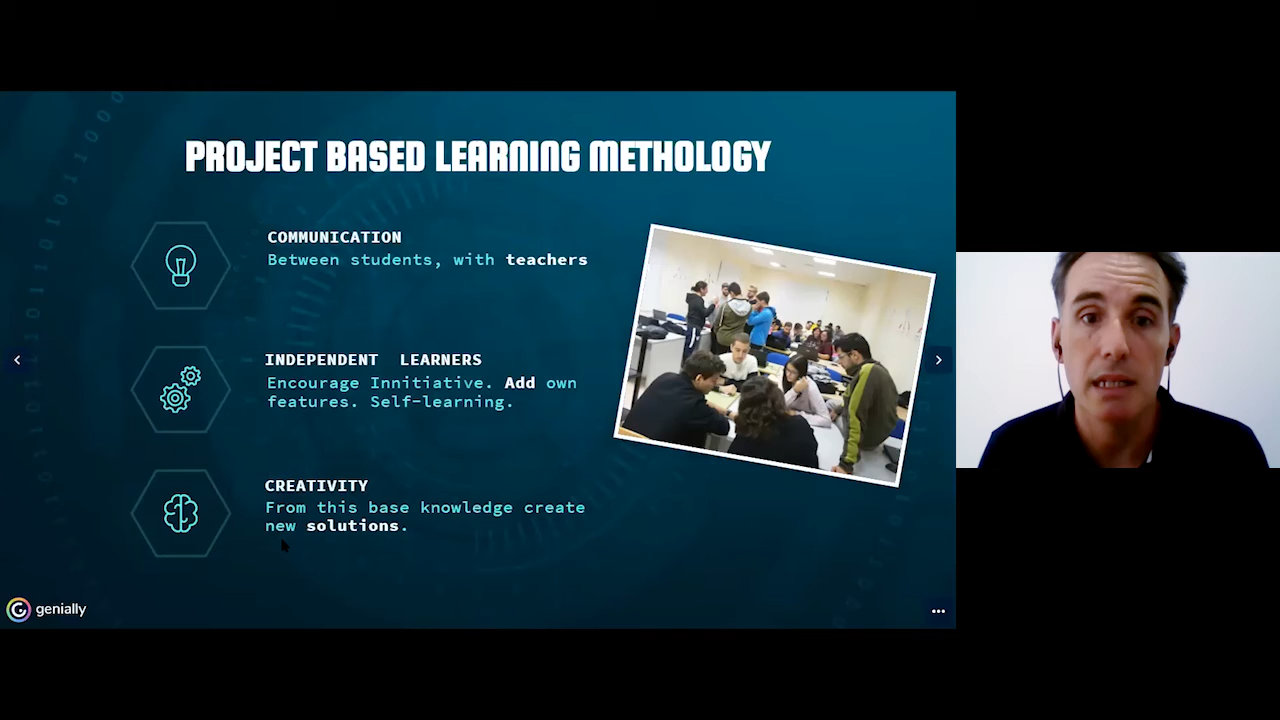 PROJECT BASED LEARNING METHOLOGY
COMMUNICATION
Between students, with teachers
INDEPENDENT LEARNERS
Encourage Innitiative. Add own
features. Self-learning.
CREATIVITY
From this base knowledge create
new solutions.
genially